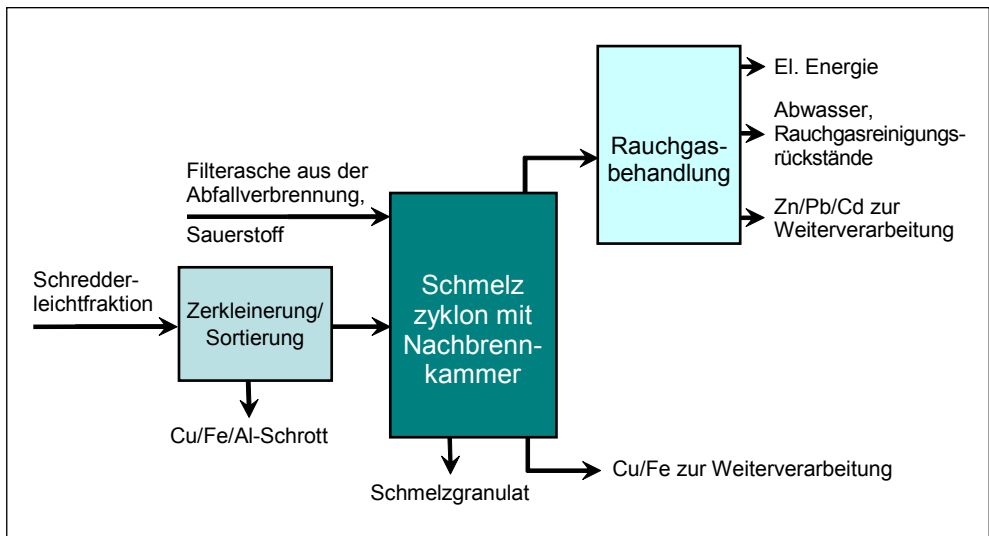 El. Energie
Abwasser,
Rauchgasreinigungs-
rückstände
Rauchgas-
behandlung
Zn/Pb/Cd zur
Weiterverarbeitung
Filterasche aus der
Abfallverbrennung,
Sauerstoff
Schredder-
leichtfraktion
Zerkleinerung/
Sortierung
Schmelz
zyklon mit
Nachbrenn-
kammer
Cu/Fe/Al-Schrott
Schmelzgranulat
Cu/Fe zur Weiterverarbeitung